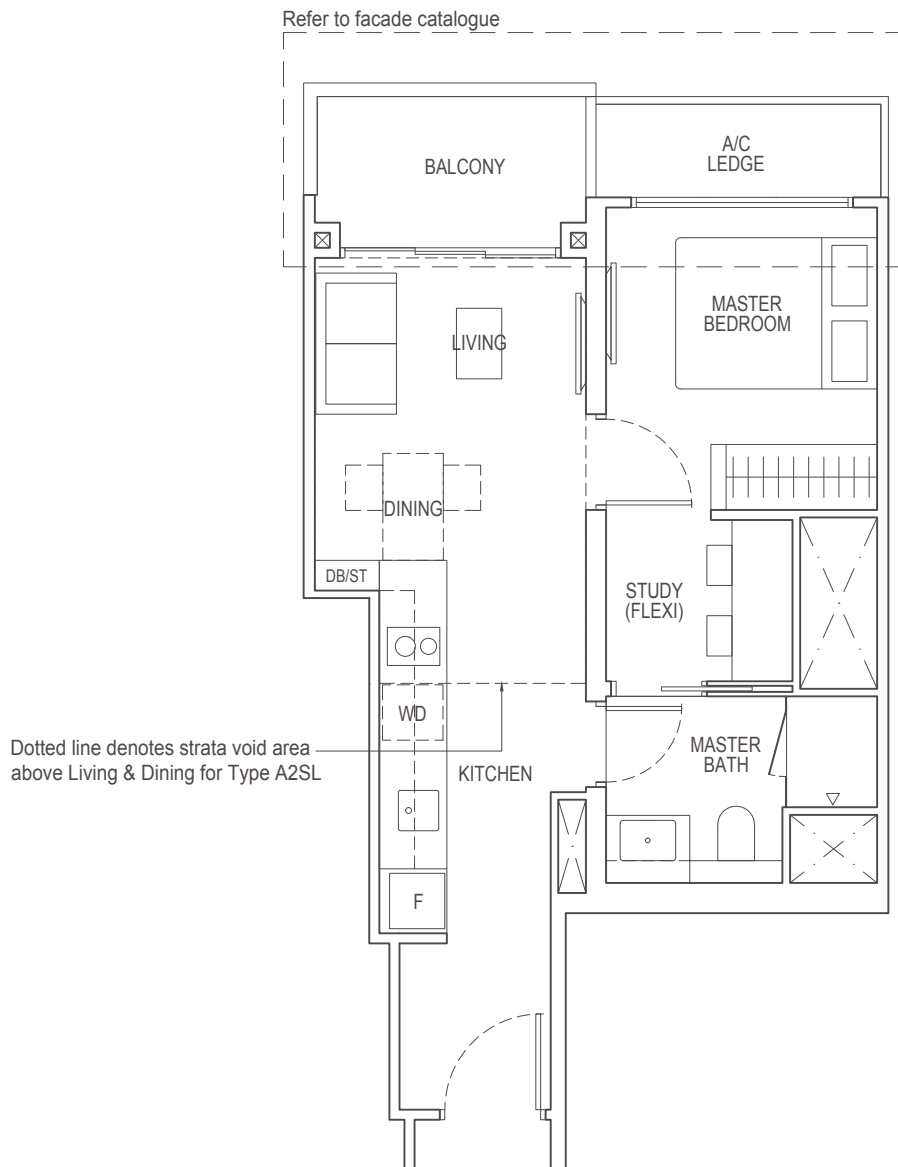 Refer to facade catalogue
BALCONY
A/C
LEDGE
LIVING
MASTER
BEDROOM
DINING
DB/ST
STUDY
(FLEXI)
WD
Dotted line denotes strata void area
above Living & Dining for Type A2SL
KITCHEN
MASTER
BATH
F